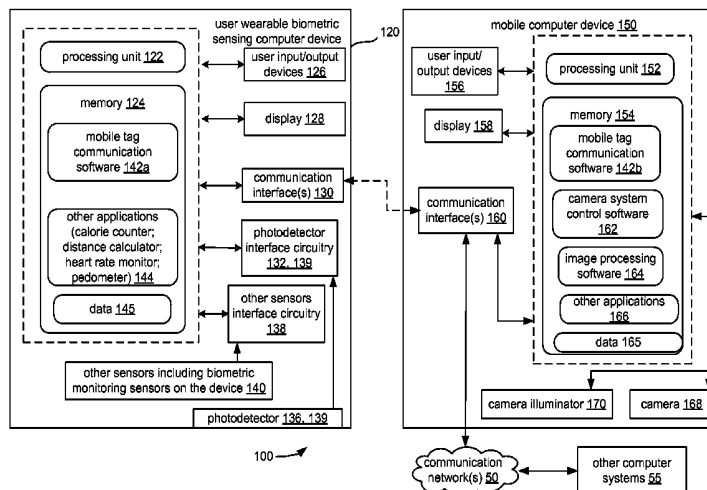 user wearable biometric
sensing computer device
120
processing unit 122
user input/output
devices 126
memory 124
mobile tag
communication
software 142a
display 128
communication
interface(s) 130
other applications
(calorie counter;
distance calculator;
heart rate monitor;
pedometer) 144
photodetector
interface circuitry
132, 139
data 145
other sensors
interface circuitry
138
other sensors including biometric
monitoring sensors on the device 140
photodetector 136, 139
100
mobile computer device 150
user input/
output devices
156
processing unit 152
display 158
memory 154
mobile tag
communication
software 142b
communication
interface(s) 160
camera system
control software
162
image processing
software 164
other applications
166
data 165
camera illuminator 170
camera 168
communication
network(s) 50
other computer
systems 55